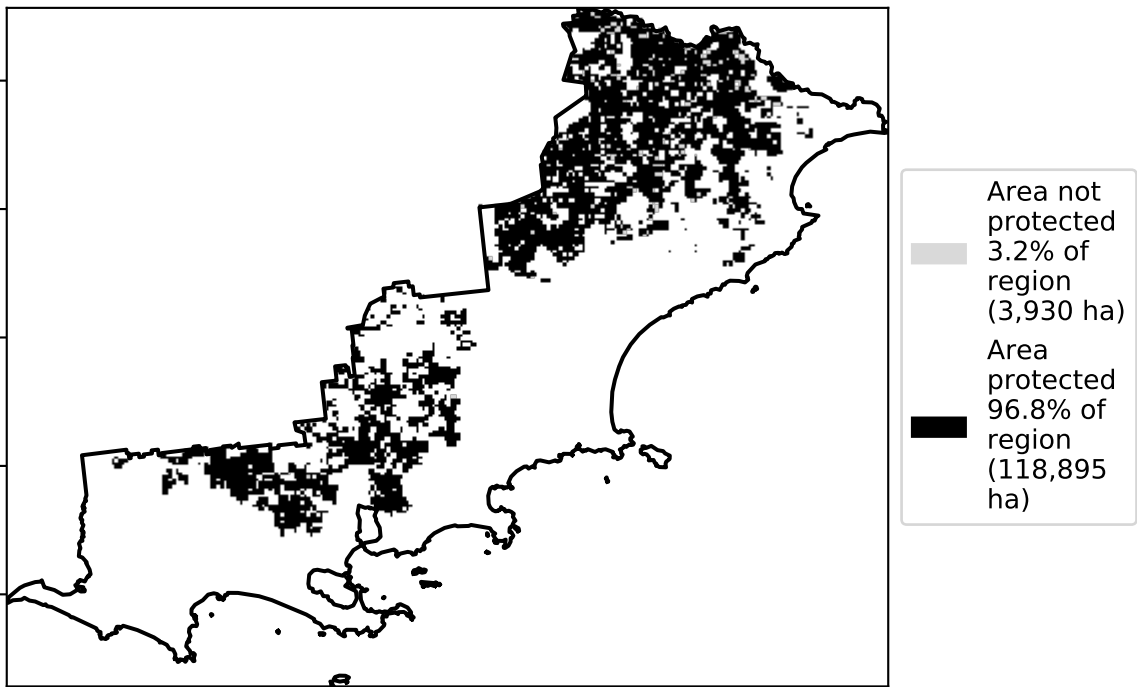 Area not
protected
3.2% of
region
(3,930 ha)
Area
protected
96.8% of
region
(118,895
ha)